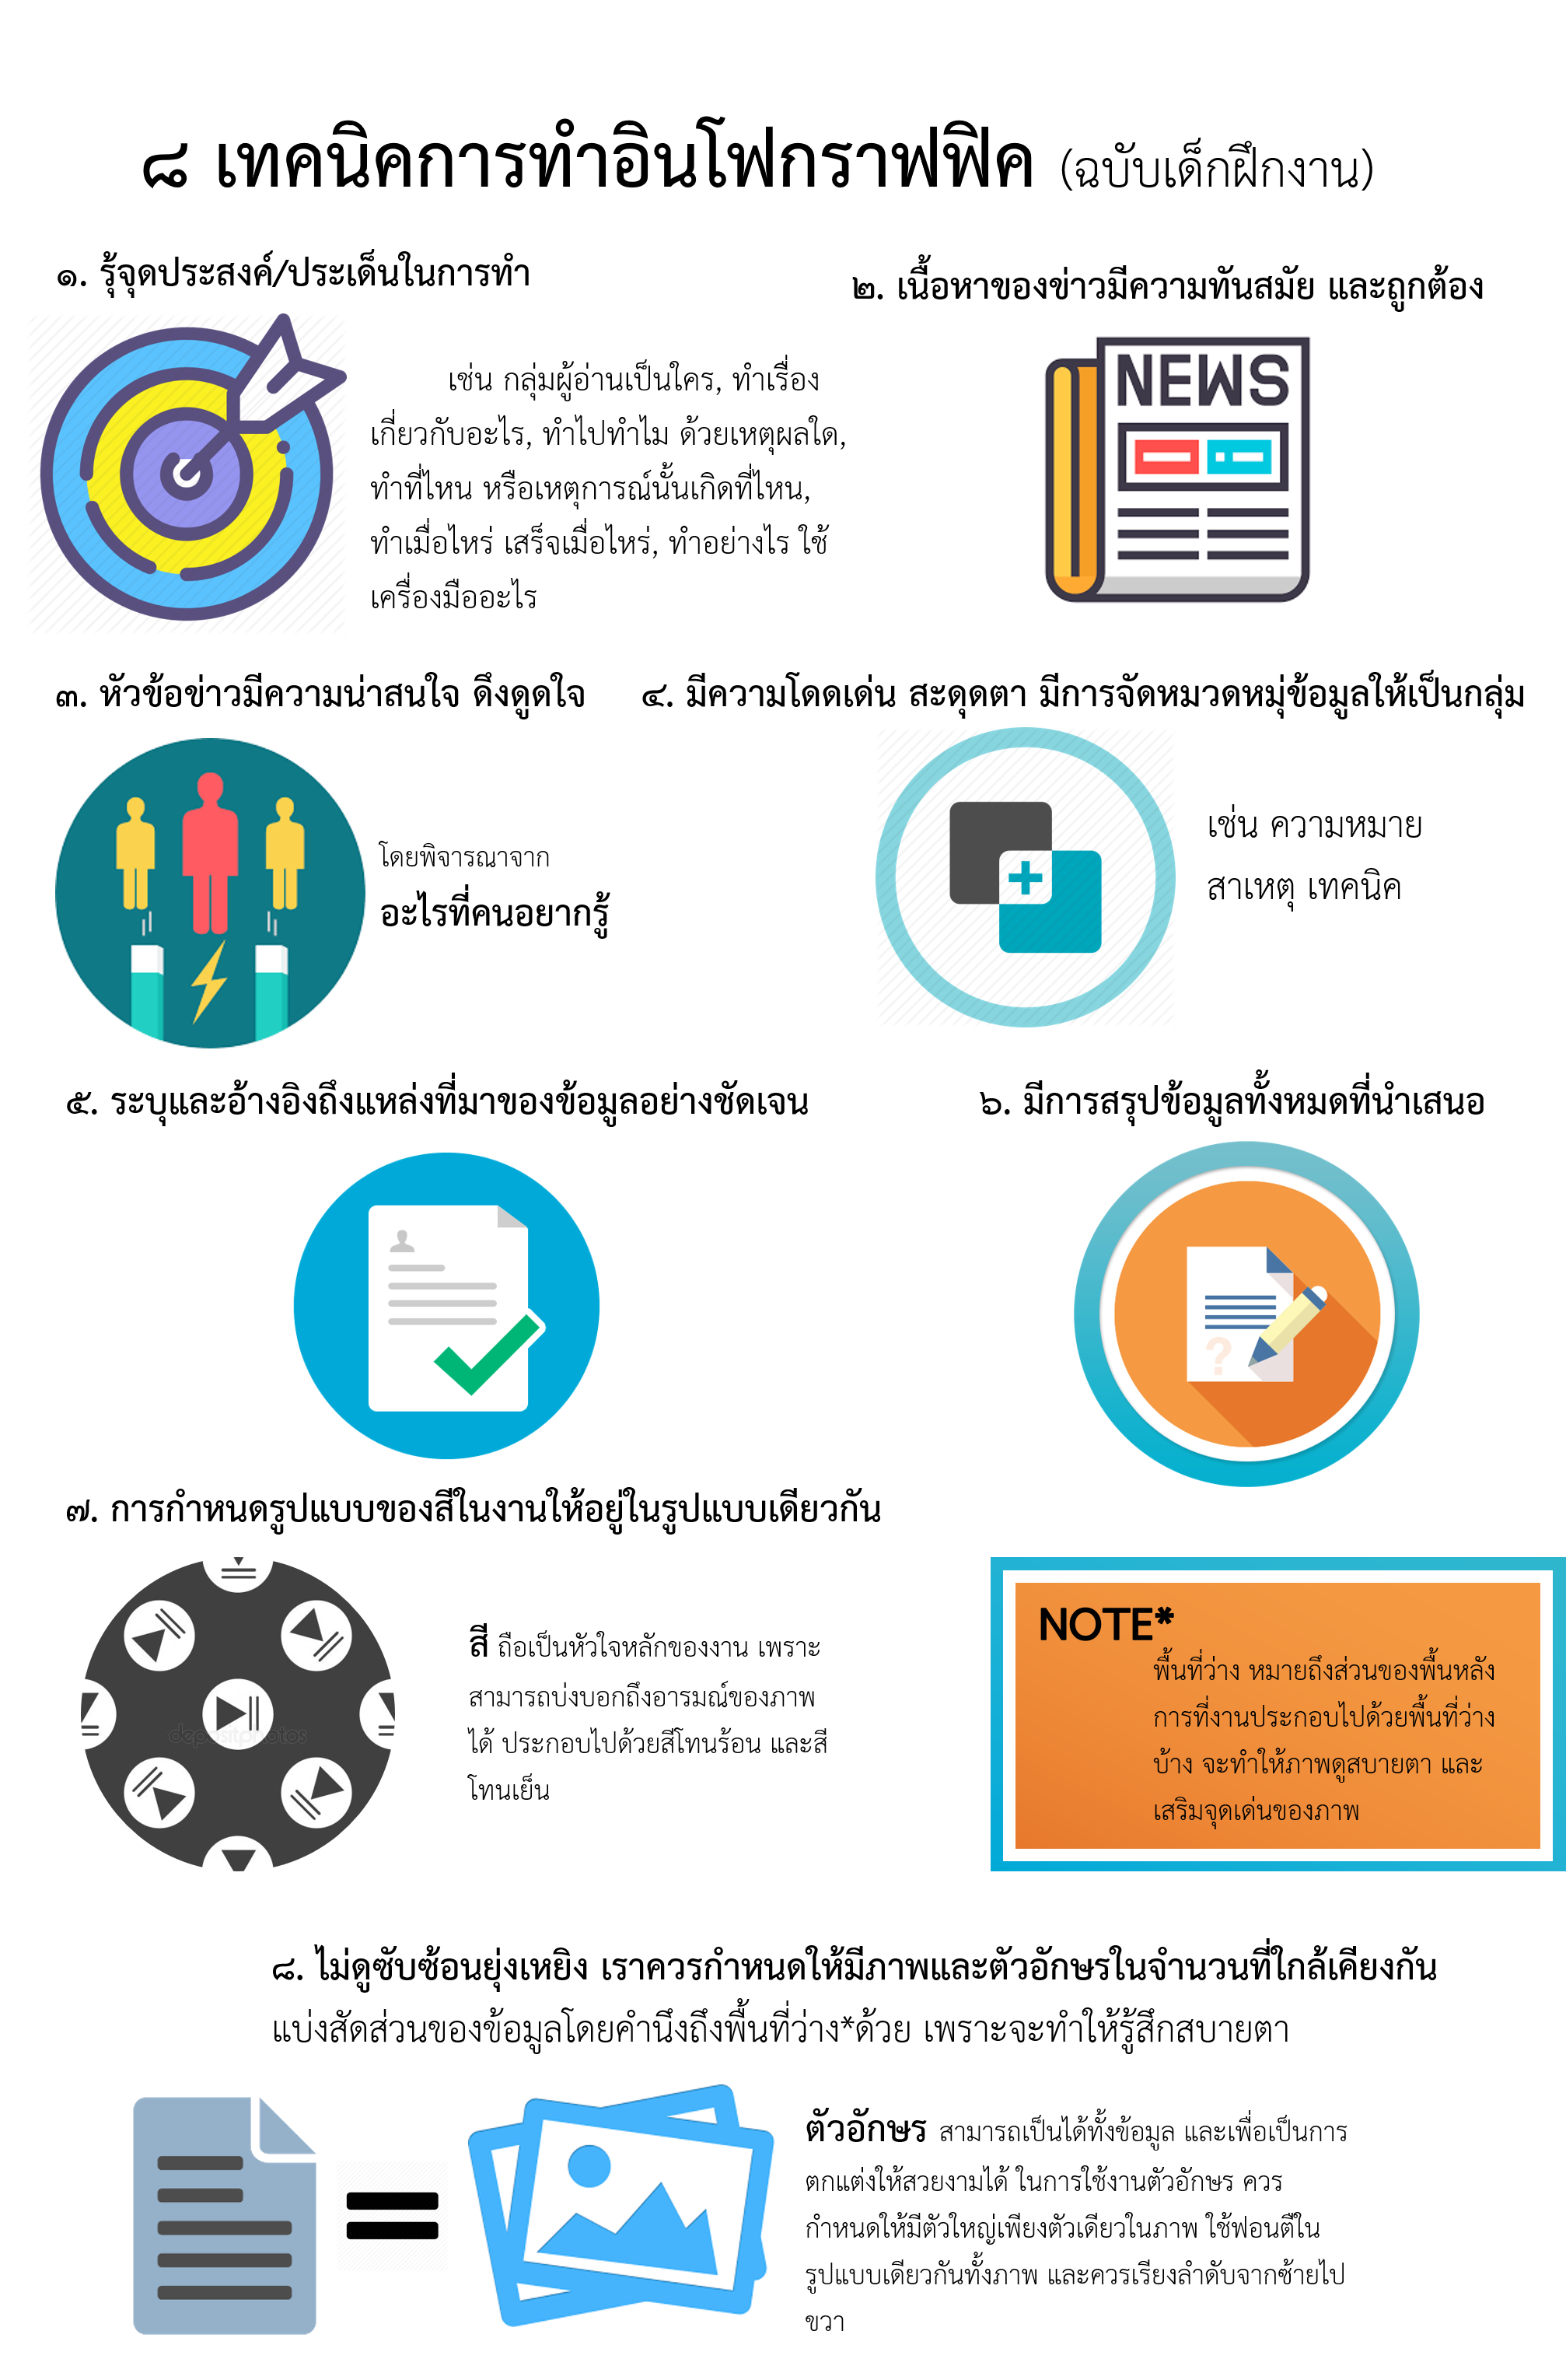 ๘ เทคนิคการทำอินโฟกราฟฟิค (ฉบับเด็กฝึกงาน)
๑. รู้จุดประสงค์/ประเด็นในการทำ
เช่น กลุ่มผู้อ่านเป็นใคร, ทำเรื่อง
เกี่ยวกับอะไร, ทำไปทำไม ด้วยเหตุผลใด,
ทำที่ไหน หรือเหตุการณ์นั้นเกิดที่ไหน,
ทำเมื่อไหร่ เสร็จเมื่อไหร่, ทำอย่างไร ใช้
เครื่องมืออะไร
๒. เนื้อหาของข่าวมีความทันสมัย และถูกต้อง
NEWS
๓. หัวข้อข่าวมีความน่าสนใจ ดึงดูดใจ
โดยพิจารณาจาก
อะไรที่คนอยากรู้
๔. มีความโดดเด่น สะดุดตา มีการจัดหมวดหมุ่ข้อมูลให้เป็นกลุ่ม
เช่น ความหมาย
สาเหตุ เทคนิค
๕. ระบุและอ้างอิงถึงแหล่งที่มาของข้อมูลอย่างชัดเจน
๖. มีการสรุปข้อมูลทั้งหมดที่นำเสนอ
?
๗. การกำหนดรูปแบบของสีในงานให้อยู่ในรูปแบบเดียวกัน
depositphotos
สี ถือเป็นหัวใจหลักของงาน เพราะ
สามารถบ่งบอกถึงอารมณ์ของภาพ
ได้ ประกอบไปด้วยสีโทนร้อน และสี
โทนเย็น
NOTE*
พื้นที่ว่าง หมายถึงส่วนของพื้นหลัง
การที่งานประกอบไปด้วยพื้นที่ว่าง
บ้าง จะทำให้ภาพดูสบายตา และ
เสริมจุดเด่นของภาพ
๘. ไม่ดูซับซ้อนยุ่งเหยิง เราควรกำหนดให้มีภาพและตัวอักษรในจำนวนที่ใกล้เคียงกัน
แบ่งสัดส่วนของข้อมูลโดยคำนึงถึงพื้นที่ว่าง*ด้วย เพราะจะทำให้รู้สึกสบายตา
ตัวอักษร สามารถเป็นได้ทั้งข้อมูล และเพื่อเป็นการ
ตกแต่งให้สวยงามได้ ในการใช้งานตัวอักษร ควร
กำหนดให้มีตัวใหญ่เพียงตัวเดียวในภาพ ใช้ฟอนต์ใน
รูปแบบเดียวกันทั้งภาพ และควรเรียงลำดับจากซ้ายไป
ขวา